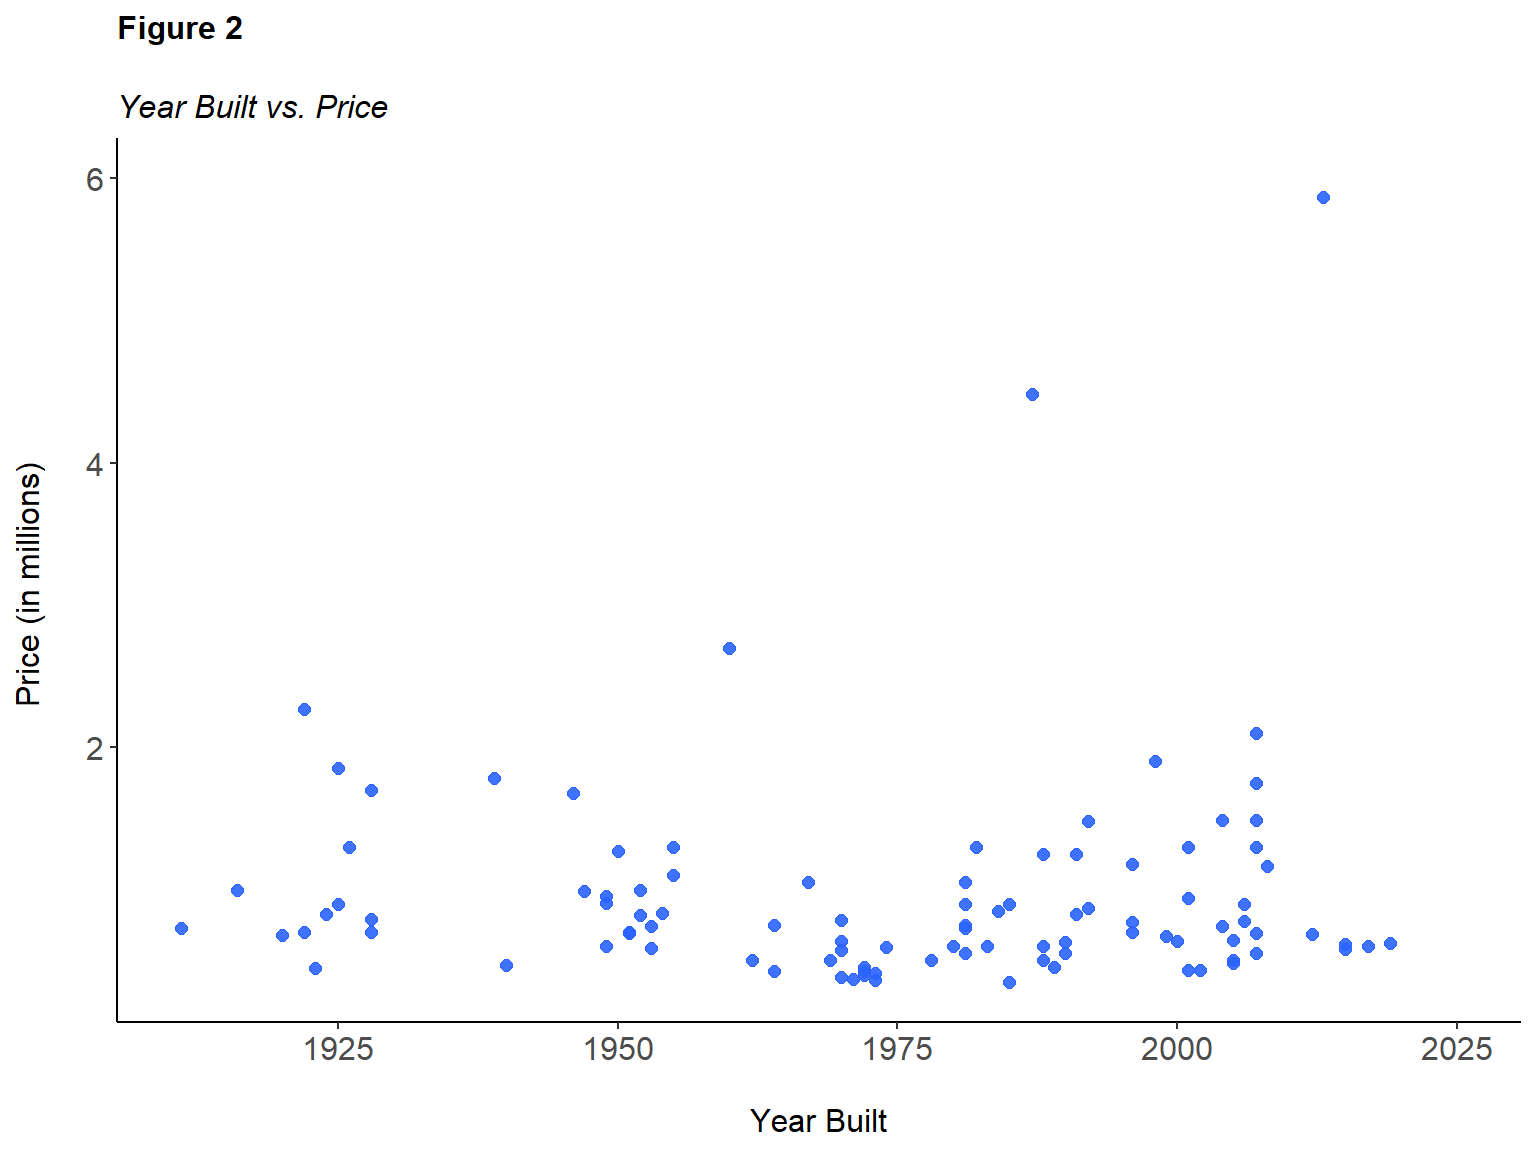 Figure 2
Year Built vs. Price
Price (in millions)
6
4
2
1925 1950 1975 2000 2025
Year Built